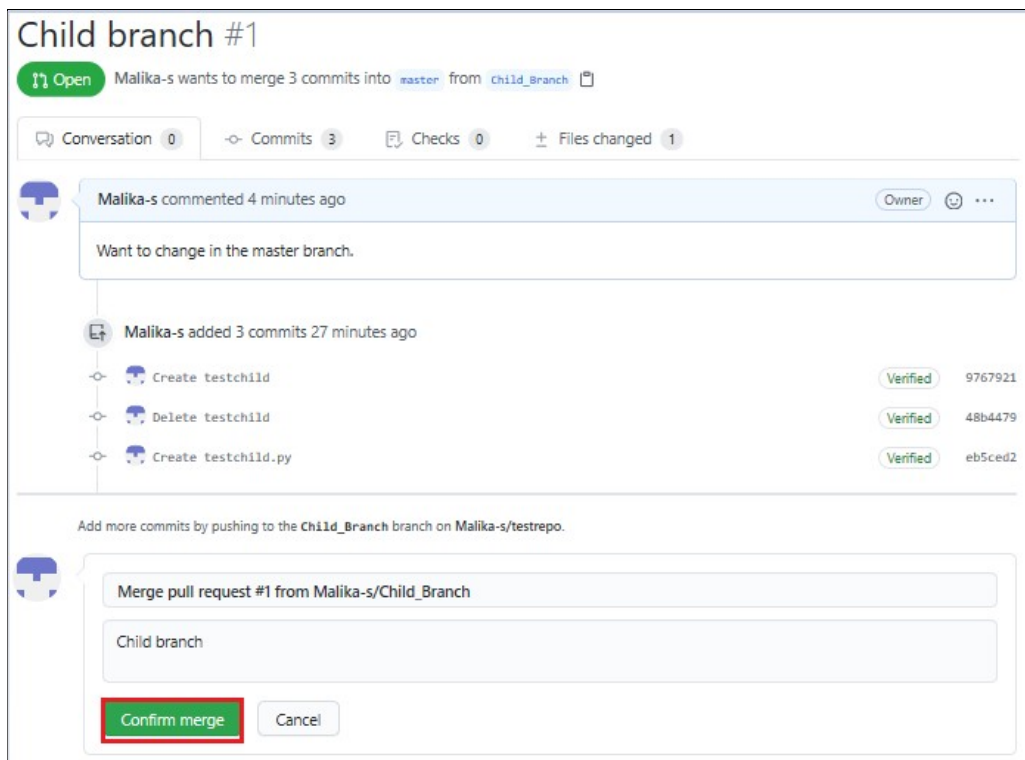 Child branch #1
Open Malika-s wants to merge 3 commits into master from Child_Branch
Conversation 0 Commits 3 Checks 0 Files changed 1
Malika-s commented 4 minutes ago Owner
Want to change in the master branch.
Malika-s added 3 commits 27 minutes ago
Create testchild Verified 9767921
Delete testchild Verified 48b4479
Create testchild.py Verified eb5ced2
Add more commits by pushing to the Child_Branch branch on Malika-s/testrepo.
Merge pull request #1 from Malika-s/Child_Branch
Child branch
Confirm merge Cancel